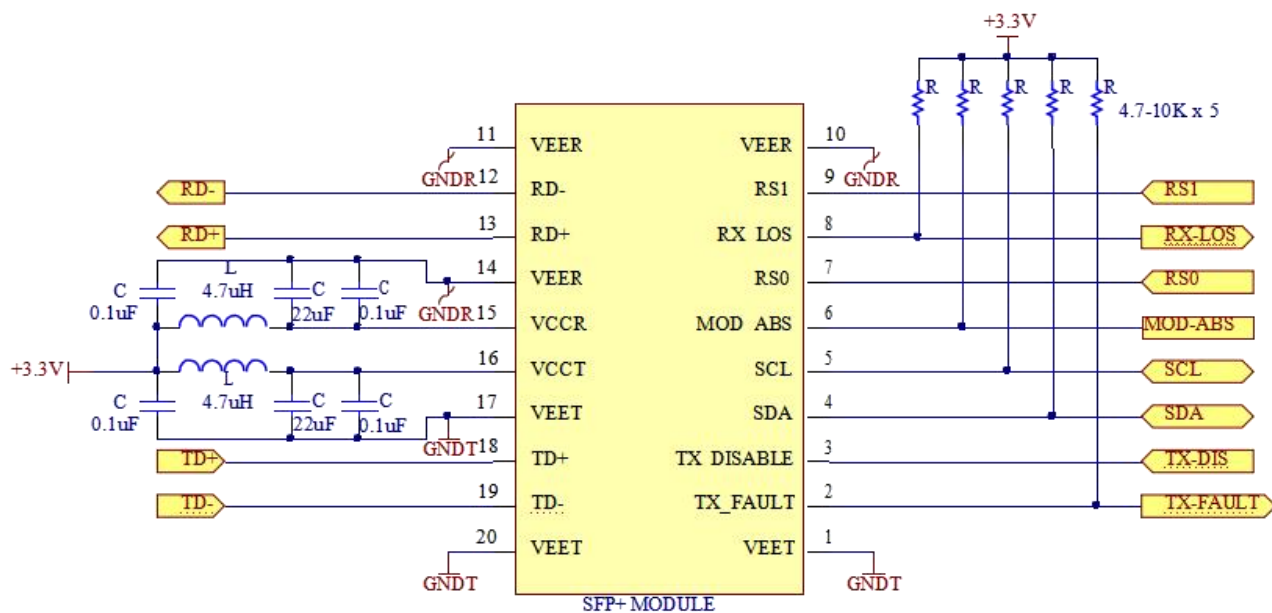 +3.3V
R R R R R
4.7-10K x 5
11 VEER
VEER 10
GNDR
GNDR
RD-
12 RD-
RS1 9
RS1
RD+
13 RD+
RX LOS 8
RX-LOS
L
4.7uH
C
0.1uF
C
22uF
C
0.1uF
14 VEER
GNDR
RS0 7
RS0
15 VCCR
MOD ABS 6
MOD-ABS
+3.3V
16 VCCT
SCL 5
SCL
L
4.7uH
C
0.1uF
C
22uF
C
0.1uF
17 VEET
GNDT
SDA 4
SDA
TD+
18 TD+
TX DISABLE 3
TX-DIS
TD-
19 TD-
TX_FAULT 2
TX-FAULT
20 VEET
VEET 1
GNDT
GNDT
SFP+ MODULE